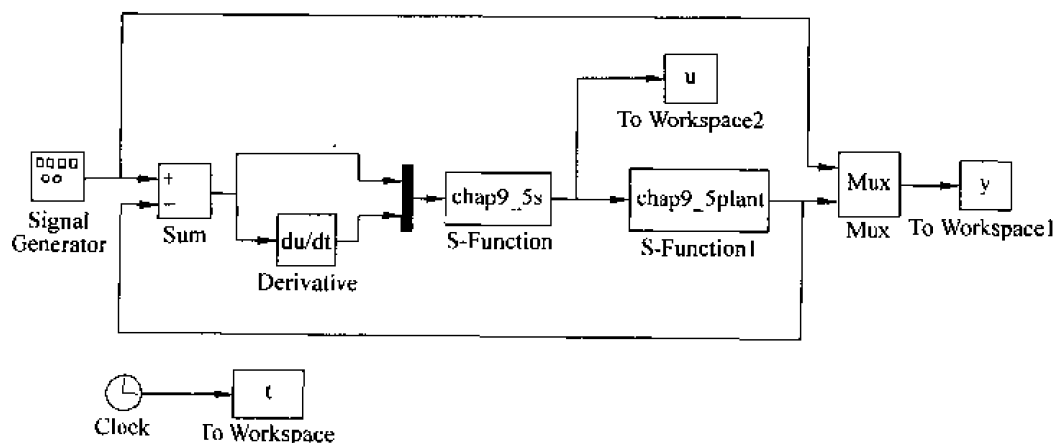 u
To Workspace2
+
−
Signal
Generator
Sum
du/dt
Derivative
chap9_5s
S-Function
chap9_5plant
S-Function1
Mux
Mux
y
To Workspace1
Clock
t
To Workspace